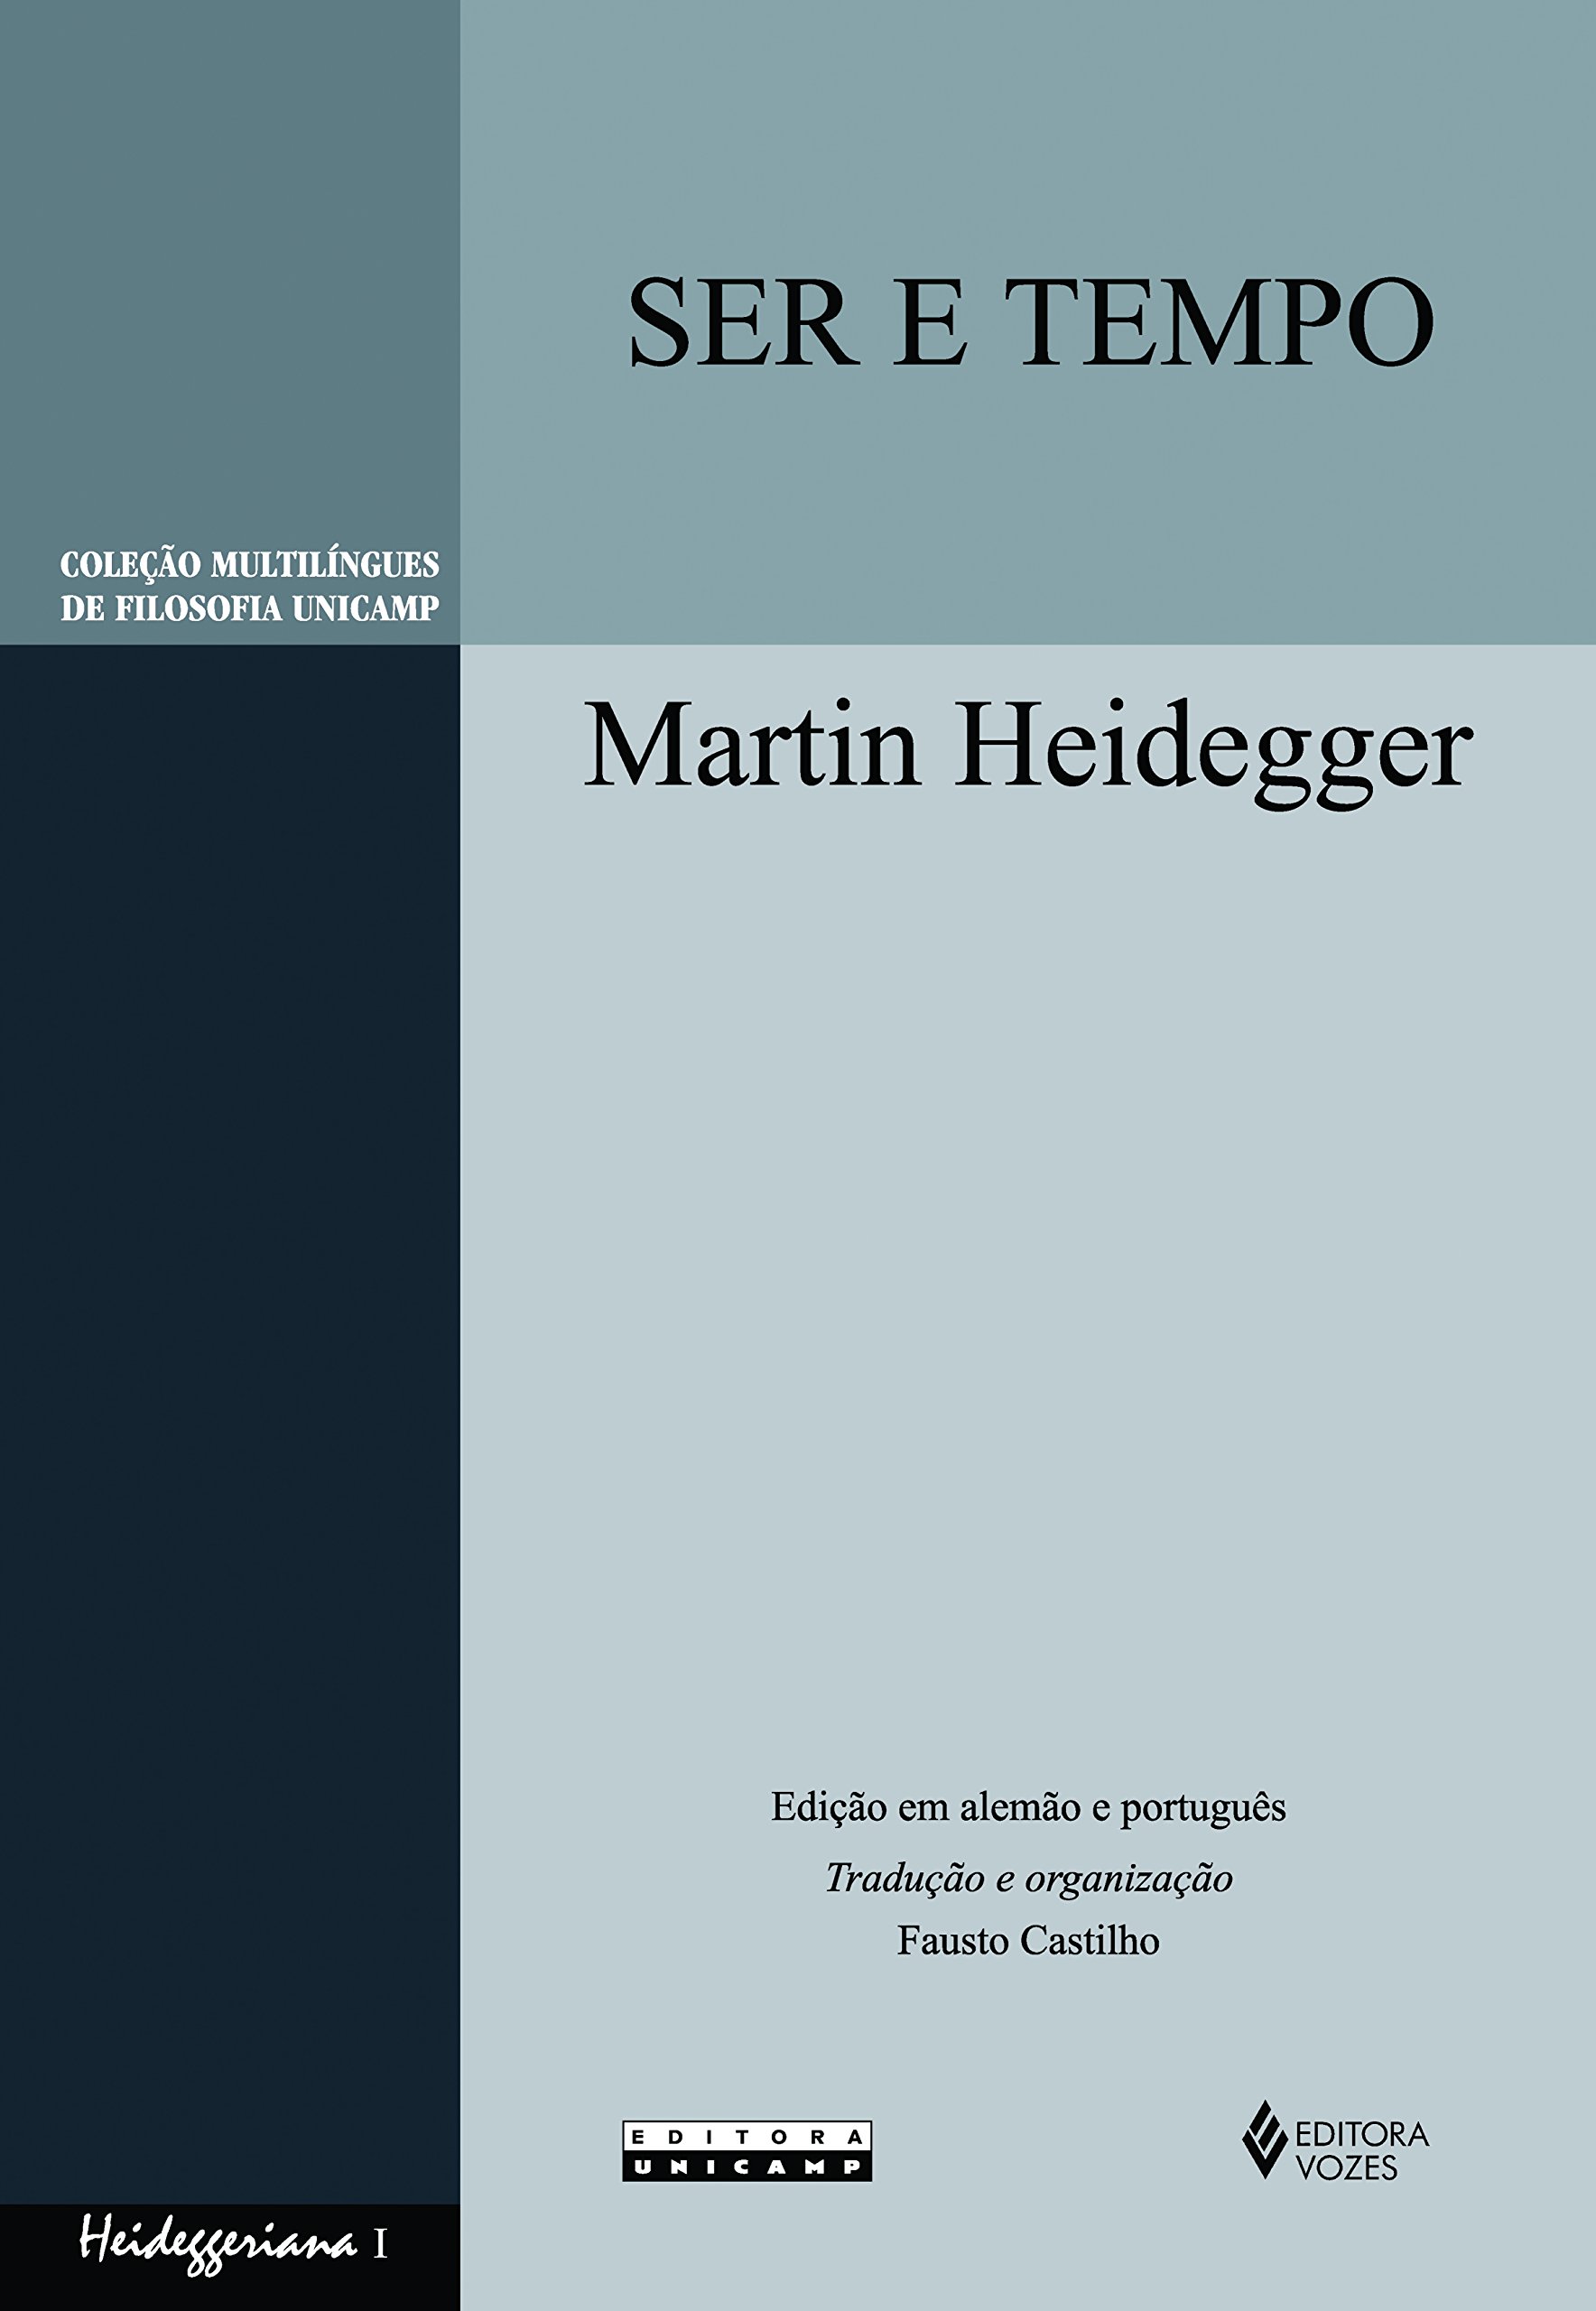 SER E TEMPO
COLEÇÃO MULTILÍNGUES
DE FILOSOFIA UNICAMP
Martin Heidegger
Edição em alemão e português
Tradução e organização
Fausto Castilho
EDITORA
UNICAMP
EDITORA
VOZES
Heideggeriana I